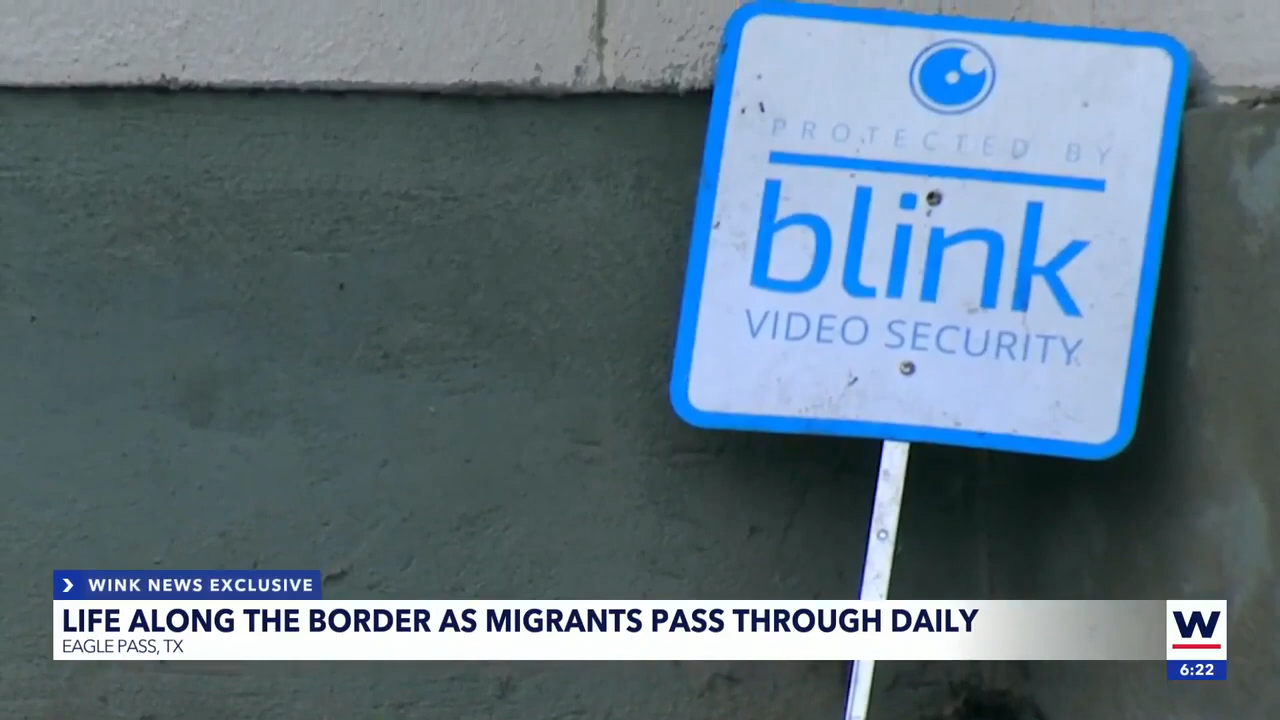 PROTECTED BY
blink
VIDEO SECURITY
WINK NEWS EXCLUSIVE
LIFE ALONG THE BORDER AS MIGRANTS PASS THROUGH DAILY
EAGLE PASS, TX
W
6:22